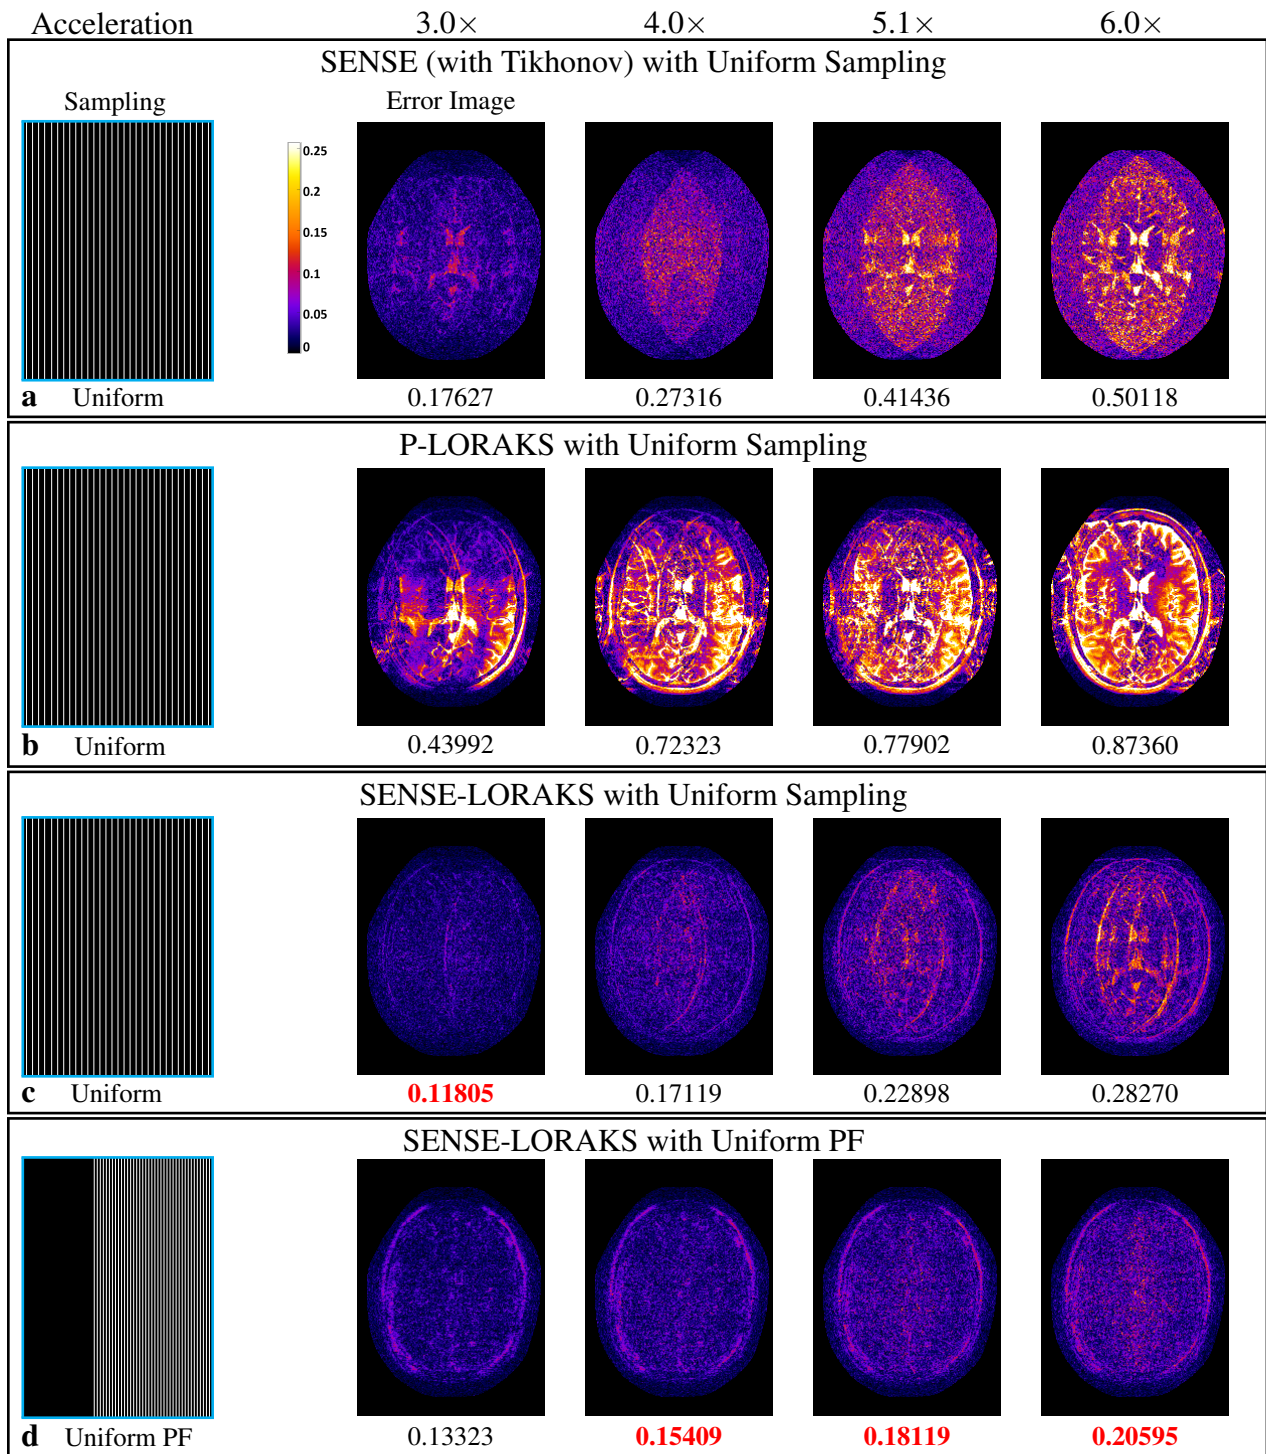 Acceleration 3.0× 4.0× 5.1× 6.0×
SENSE (with Tikhonov) with Uniform Sampling
Sampling Error Image
0.25
0.2
0.15
0.1
0.05
0
a Uniform 0.17627 0.27316 0.41436 0.50118
P-LORAKS with Uniform Sampling
b Uniform 0.43992 0.72323 0.77902 0.87360
SENSE-LORAKS with Uniform Sampling
c Uniform 0.11805 0.17119 0.22898 0.28270
SENSE-LORAKS with Uniform PF
d Uniform PF 0.13323 0.15409 0.18119 0.20595